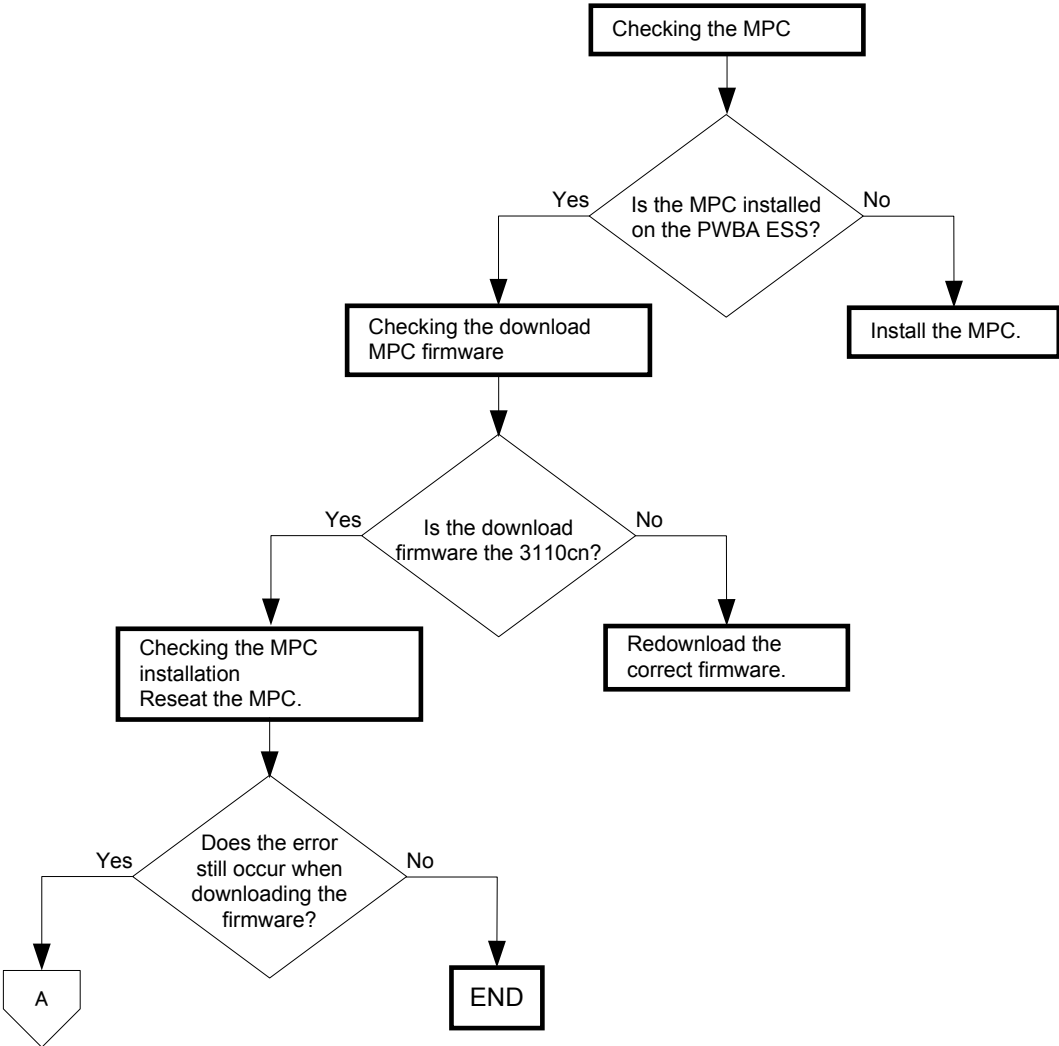 Checking the MPC
Yes
Is the MPC installed
on the PWBA ESS?
No
Checking the download
MPC firmware
Install the MPC.
Yes
Is the download
firmware the 3110cn?
No
Checking the MPC
installation
Reseat the MPC.
Redownload the
correct firmware.
Yes
Does the error
still occur when
downloading the
firmware?
No
A
END